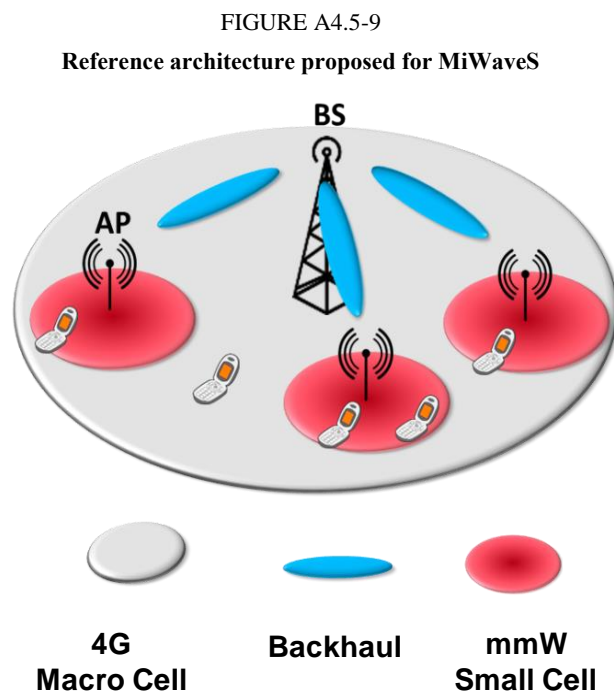 FIGURE A4.5-9
Reference architecture proposed for MiWaveS
BS
AP
4G
Macro Cell
Backhaul
mmW
Small Cell